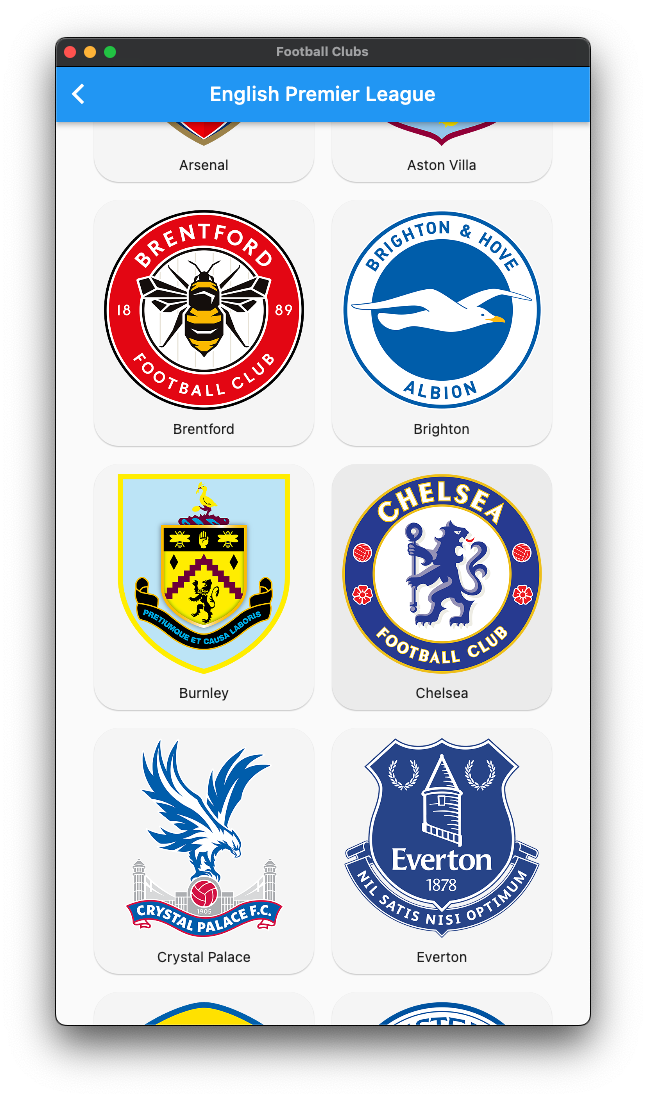 Football Clubs
English Premier League
Arsenal
Aston Villa
BRENTFORD
18 89
FOOTBALL CLUB
Brentford
BRIGHTON & HOVE
ALBION
Brighton
PRETIUMQUE ET CAUSA LABORIS
Burnley
CHELSEA
FOOTBALL CLUB
Chelsea
1905
CRYSTAL PALACE F.C.
Crystal Palace
Everton
1878
NIL SATIS NISI OPTIMUM
Everton